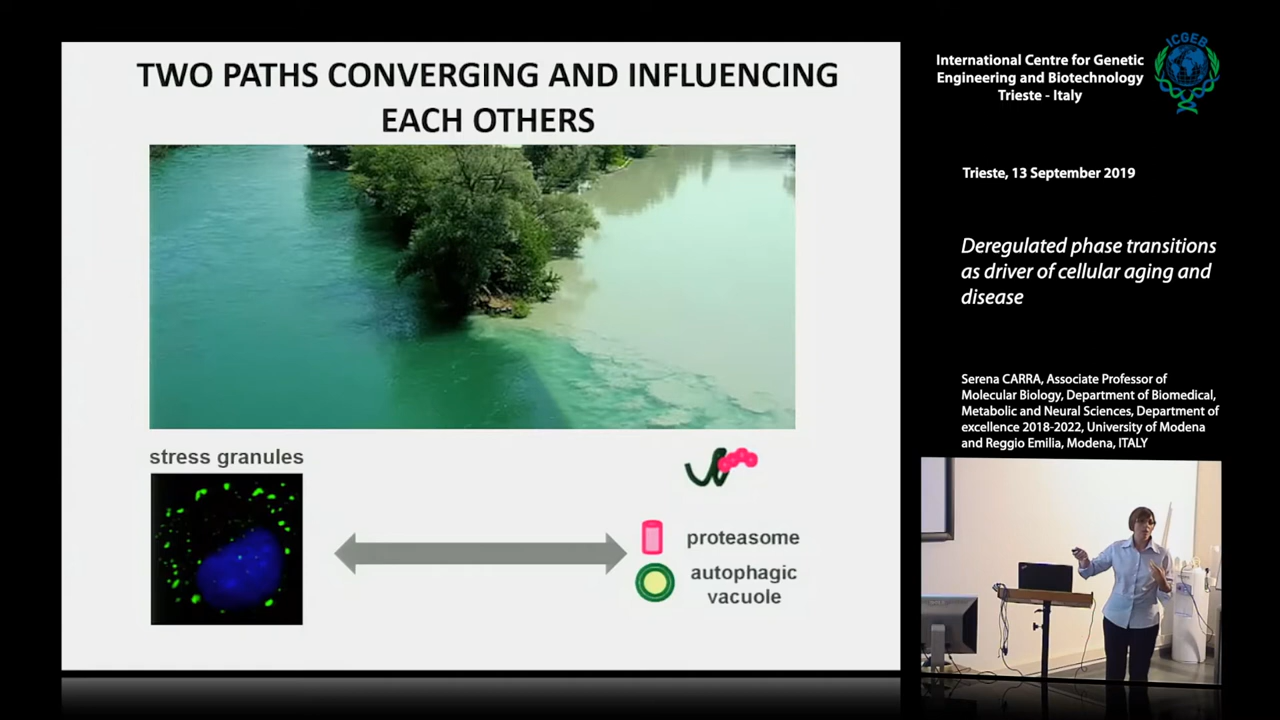 TWO PATHS CONVERGING AND INFLUENCING
EACH OTHERS
stress granules
proteasome
autophagic
vacuole
International Centre for Genetic
Engineering and Biotechnology
Trieste - Italy
ICGEB
Trieste, 13 September 2019
Deregulated phase transitions
as driver of cellular aging and
disease
Serena CARRA, Associate Professor of
Molecular Biology, Department of Biomedical,
Metabolic and Neural Sciences, Department of
excellence 2018-2022, University of Modena
and Reggio Emilia, Modena, ITALY